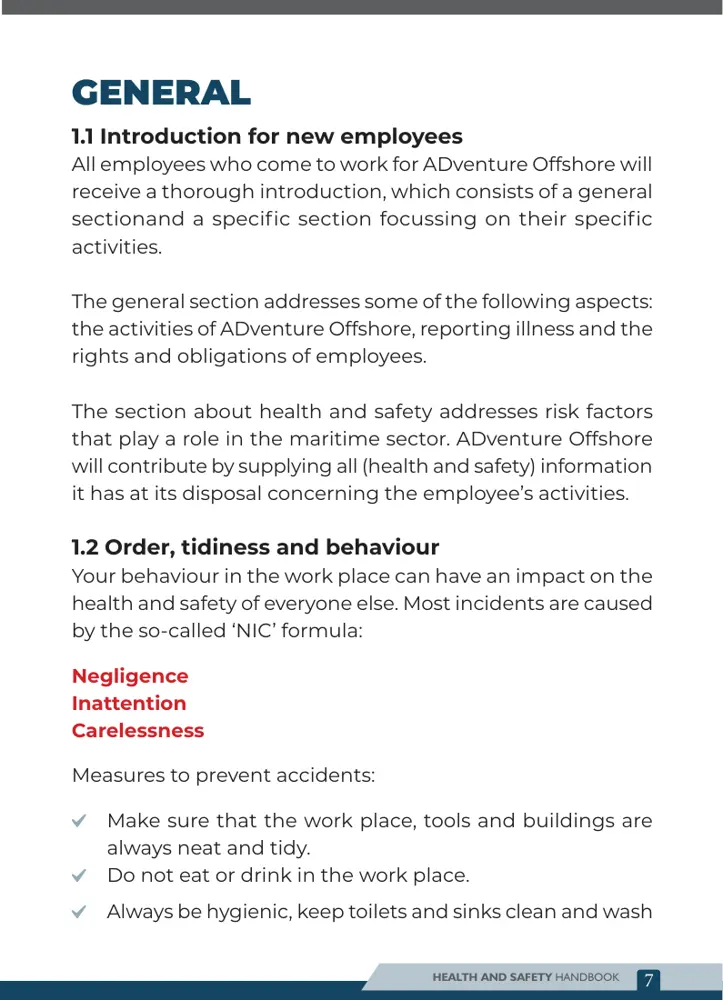 GENERAL
1.1 Introduction for new employees
All employees who come to work for ADventure Offshore will
receive a thorough introduction, which consists of a general
sectionand a specific section focussing on their specific
activities.
The general section addresses some of the following aspects:
the activities of ADventure Offshore, reporting illness and the
rights and obligations of employees.
The section about health and safety addresses risk factors
that play a role in the maritime sector. ADventure Offshore
will contribute by supplying all (health and safety) information
it has at its disposal concerning the employee’s activities.
1.2 Order, tidiness and behaviour
Your behaviour in the work place can have an impact on the
health and safety of everyone else. Most incidents are caused
by the so-called ‘NIC’ formula:
Negligence
Inattention
Carelessness
Measures to prevent accidents:
Make sure that the work place, tools and buildings are
always neat and tidy.
Do not eat or drink in the work place.
Always be hygienic, keep toilets and sinks clean and wash
HEALTH AND SAFETY HANDBOOK 7